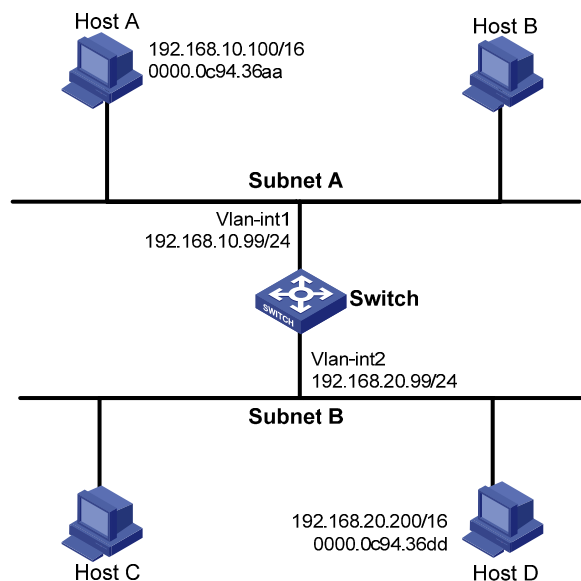 Host A
192.168.10.100/16
0000.0c94.36aa
Host B
Subnet A
Vlan-int1
192.168.10.99/24
SWITCH
Switch
Vlan-int2
192.168.20.99/24
Subnet B
Host C
192.168.20.200/16
0000.0c94.36dd
Host D